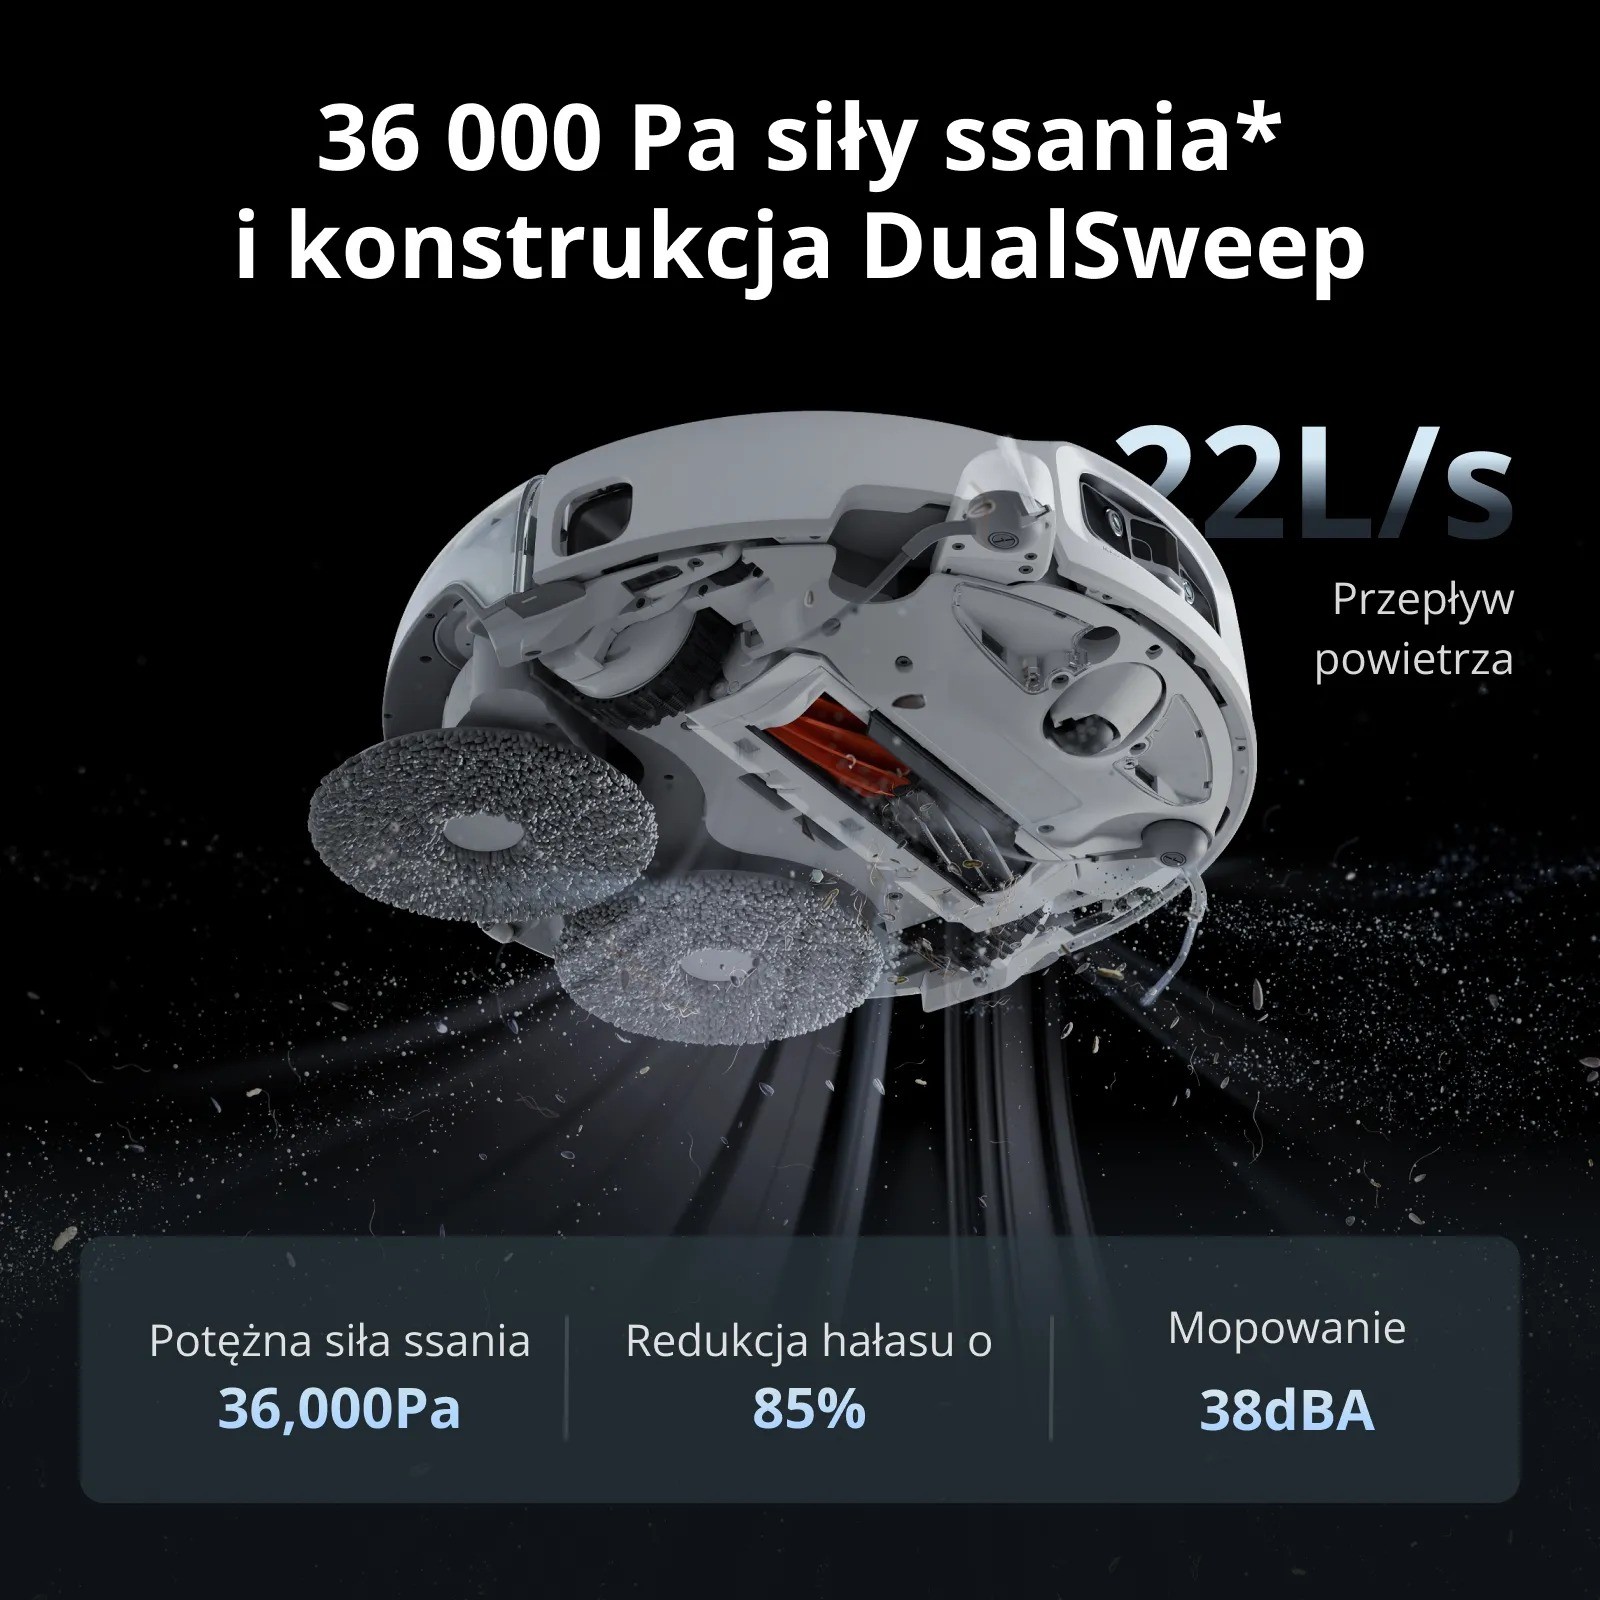 36 000 Pa siły ssania*
i konstrukcja DualSweep
22L/s
Przepływ
powietrza
Potężna siła ssania
36,000Pa
Redukcja hałasu o
85%
Mopowanie
38dBA